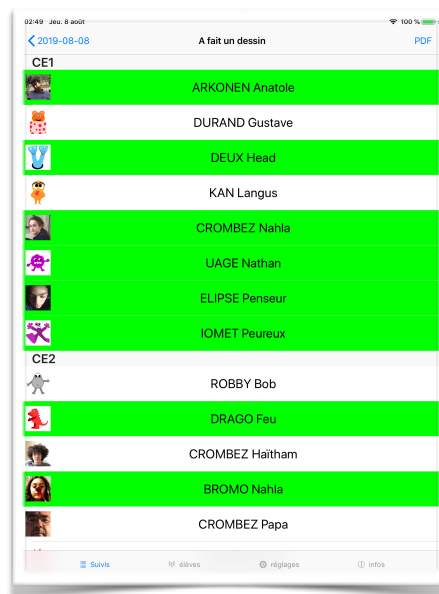 02:49 Jeu. 8 août 100 %
2019-08-08 A fait un dessin PDF
CE1
ARKONEN Anatole
DURAND Gustave
DEUX Head
KAN Langus
CROMBEZ Nahla
UAGE Nathan
ELIPSE Penseur
IOMET Peureux
CE2
ROBBY Bob
DRAGO Feu
CROMBEZ Haïtham
BROMO Nahla
CROMBEZ Papa
Suivis élèves réglages infos